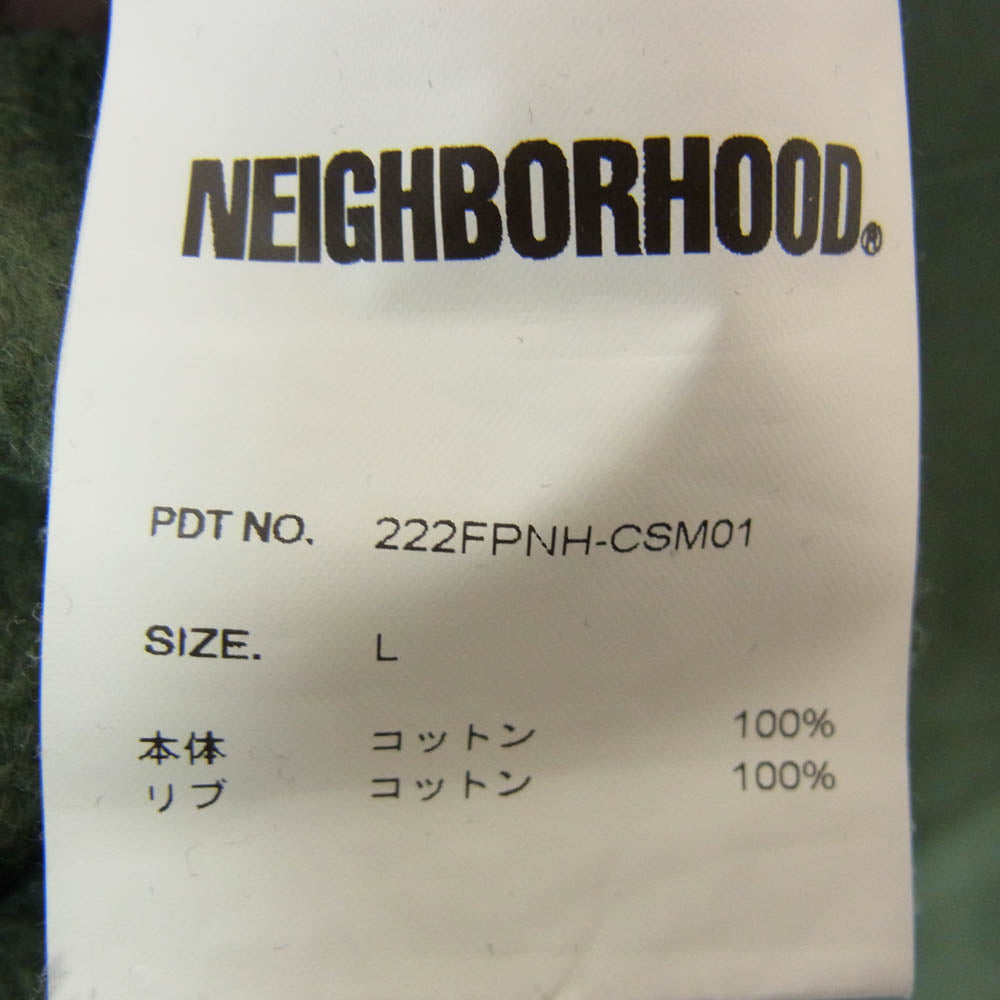 NEIGHBORHOOD®
PDT NO. 222FPNH-CSM01
SIZE. L
本体 コットン 100%
リブ コットン 100%